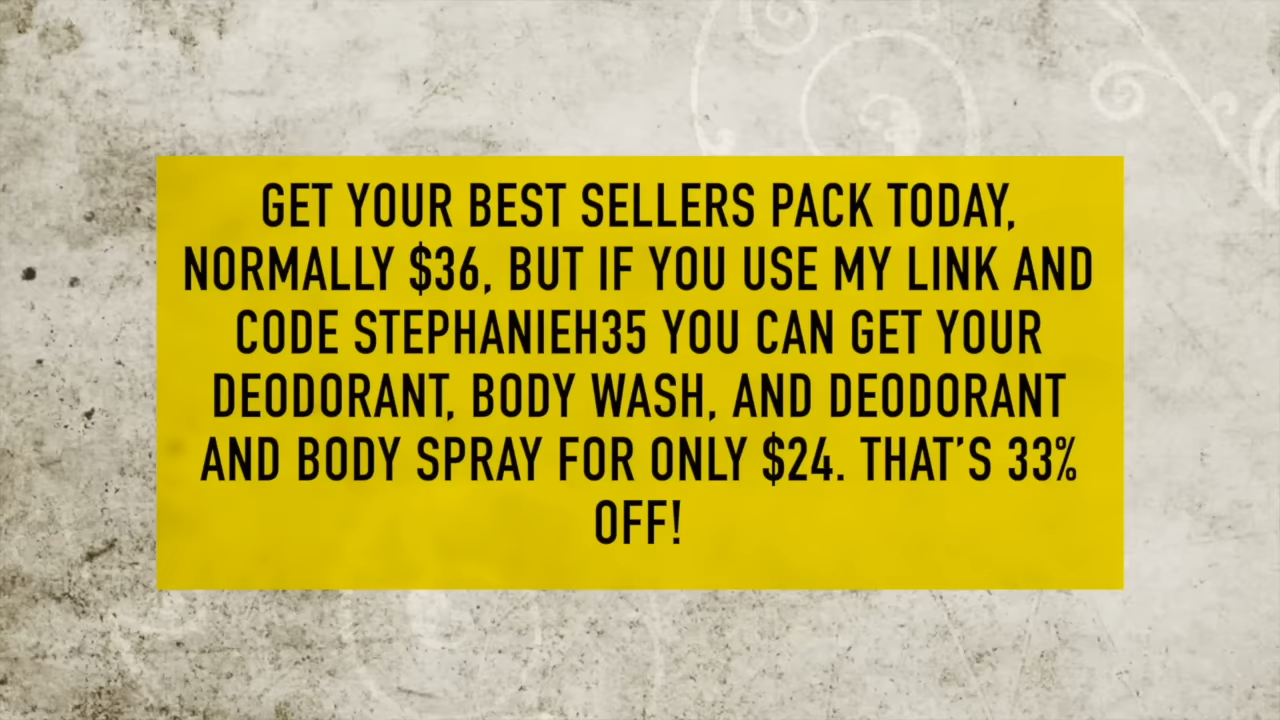 GET YOUR BEST SELLERS PACK TODAY,
NORMALLY $36, BUT IF YOU USE MY LINK AND
CODE STEPHANIEH35 YOU CAN GET YOUR
DEODORANT, BODY WASH, AND DEODORANT
AND BODY SPRAY FOR ONLY $24. THAT’S 33%
OFF!